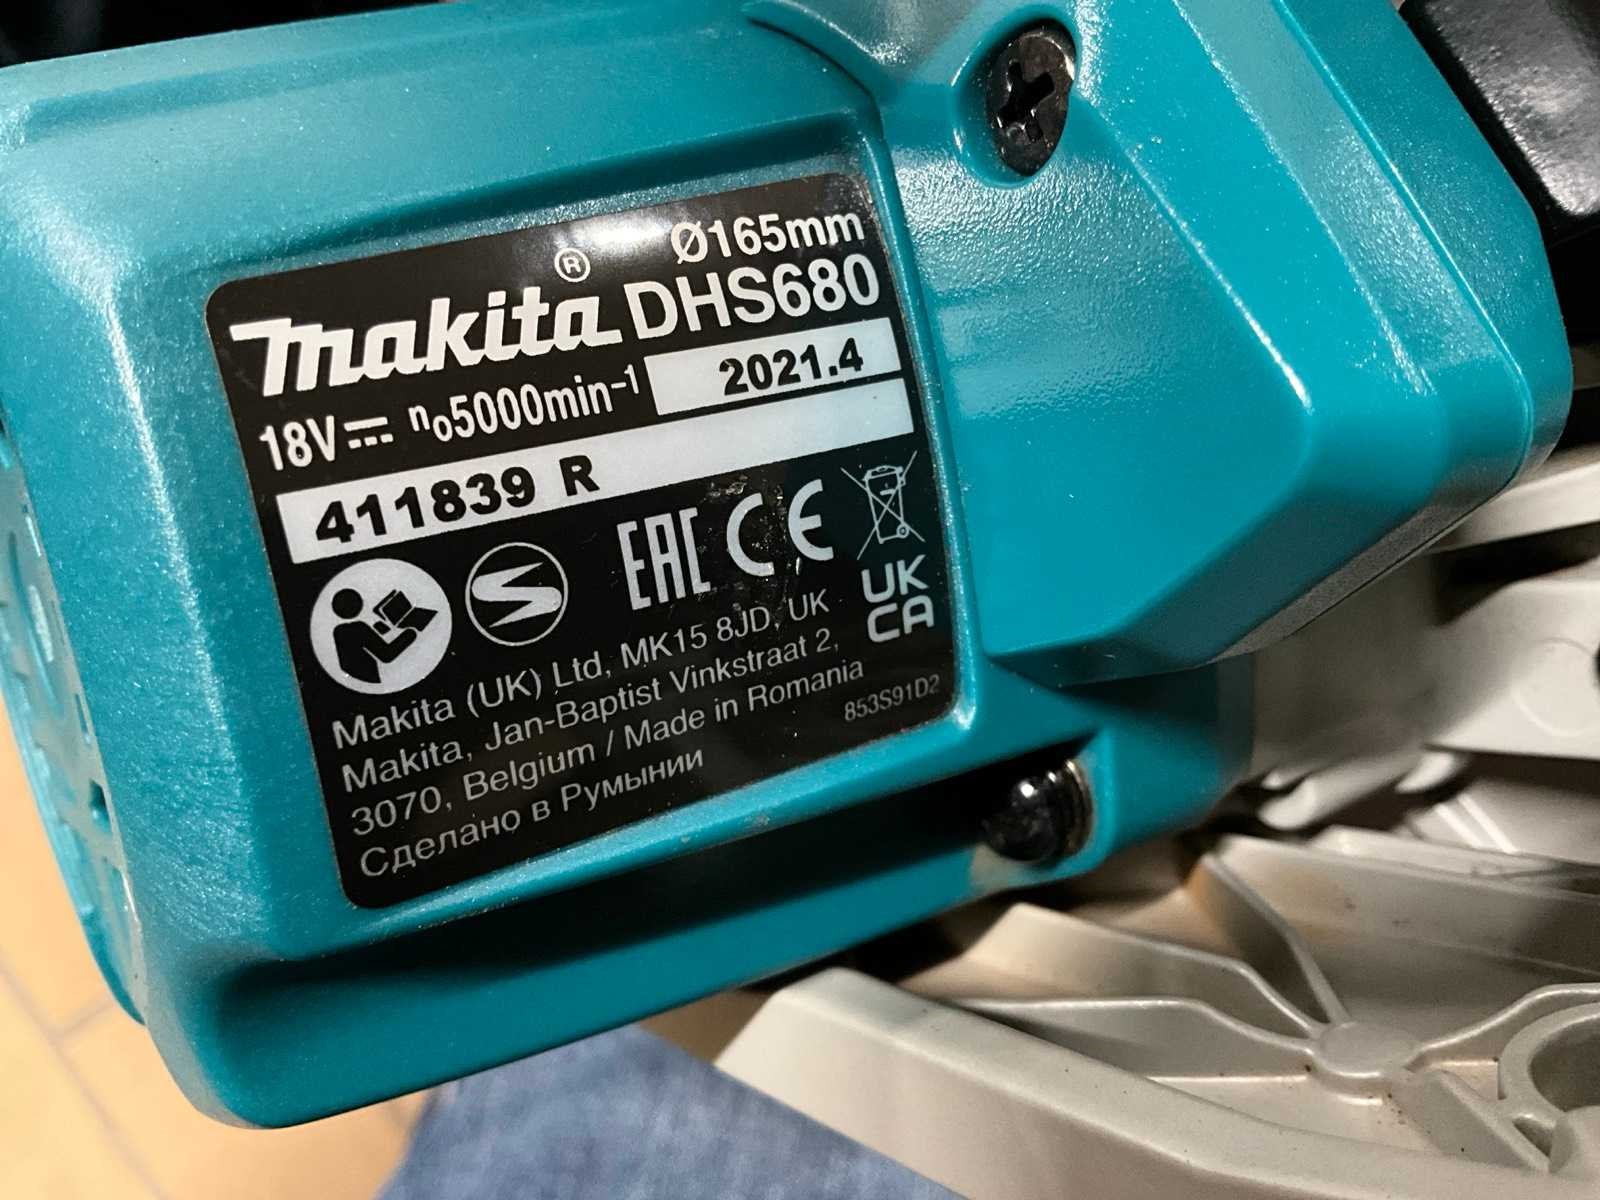 Ø165mm
makita® DHS680
18V⎓ n₀5000min⁻¹ 2021.4
411839 R
EAC CE
UK
CA
Makita (UK) Ltd, MK15 8JD, UK
Makita, Jan-Baptist Vinkstraat 2,
3070, Belgium / Made in Romania
853S91D2
Сделано в Румынии